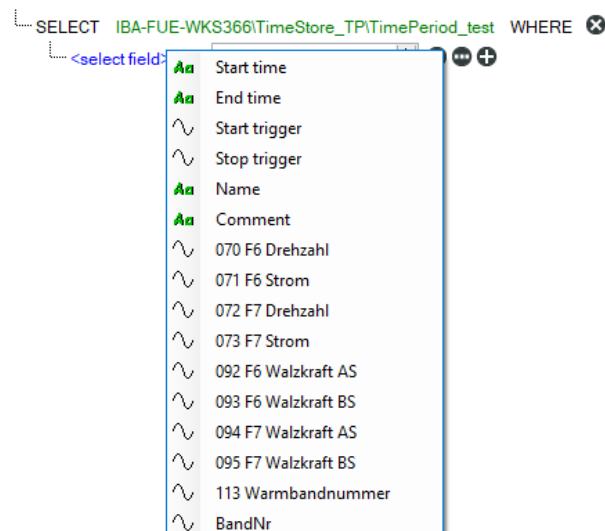 SELECT IBA-FUE-WKS366\TimeStore_TP\TimePeriod_test WHERE
<select field>
Start time
End time
Start trigger
Stop trigger
Name
Comment
070 F6 Drehzahl
071 F6 Strom
072 F7 Drehzahl
073 F7 Strom
092 F6 Walzkraft AS
093 F6 Walzkraft BS
094 F7 Walzkraft AS
095 F7 Walzkraft BS
113 Warmbandnummer
BandNr